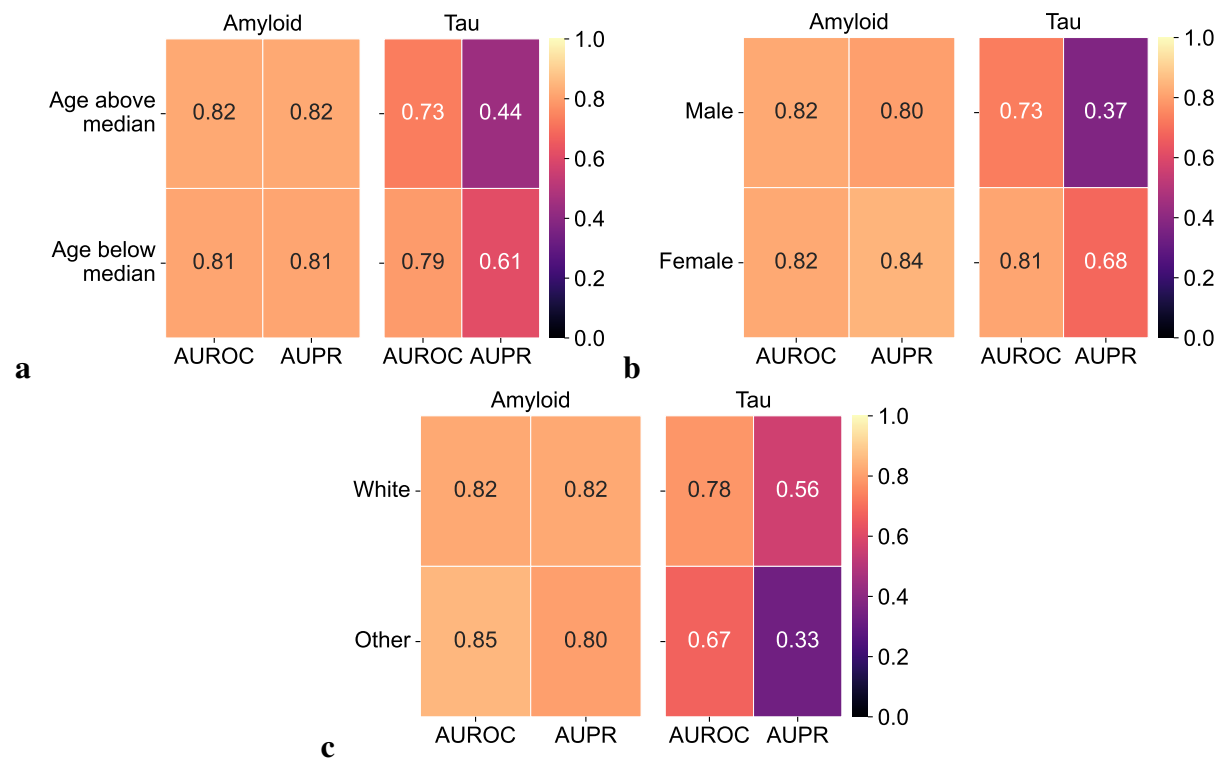 Amyloid Tau
Age above
median
0.82 0.82 0.73 0.44
Age below
median
0.81 0.81 0.79 0.61
AUROC AUPR AUROC AUPR
1.0
0.8
0.6
0.4
0.2
0.0
a
Amyloid Tau
Male 0.82 0.80 0.73 0.37
Female 0.82 0.84 0.81 0.68
AUROC AUPR AUROC AUPR
1.0
0.8
0.6
0.4
0.2
0.0
b
Amyloid Tau
White 0.82 0.82 0.78 0.56
Other 0.85 0.80 0.67 0.33
AUROC AUPR AUROC AUPR
1.0
0.8
0.6
0.4
0.2
0.0
c